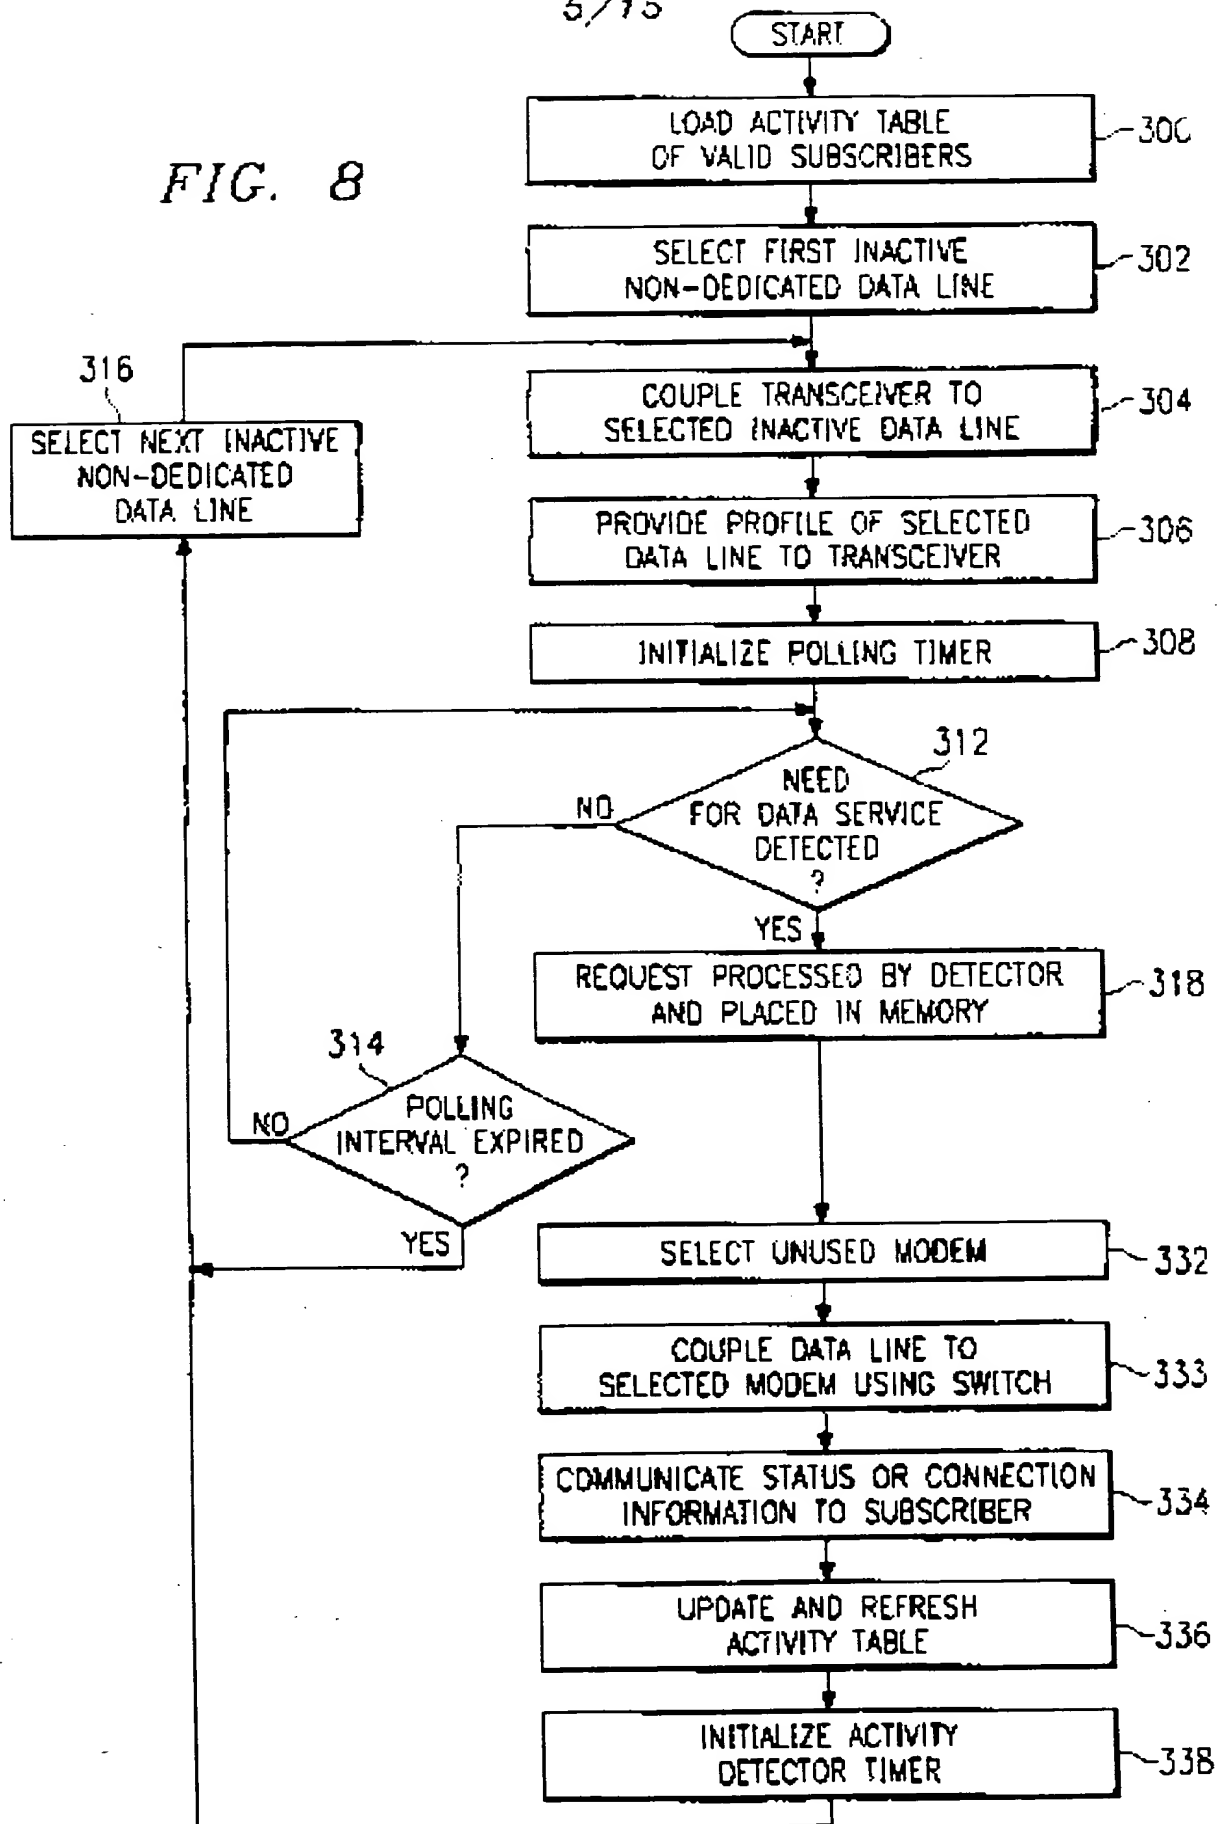 5/15
START
LOAD ACTIVITY TABLE
OF VALID SUBSCRIBERS
300
FIG. 8
SELECT FIRST INACTIVE
NON-DEDICATED DATA LINE
302
316
SELECT NEXT INACTIVE
NON-DEDICATED
DATA LINE
COUPLE TRANSCEIVER TO
SELECTED INACTIVE DATA LINE
304
PROVIDE PROFILE OF SELECTED
DATA LINE TO TRANSCEIVER
306
INITIALIZE POLLING TIMER
308
312
NEED
FOR DATA SERVICE
DETECTED
?
NO
YES
REQUEST PROCESSED BY DETECTOR
AND PLACED IN MEMORY
318
314
POLLING
INTERVAL EXPIRED
?
NO
YES
SELECT UNUSED MODEM
332
COUPLE DATA LINE TO
SELECTED MODEM USING SWITCH
333
COMMUNICATE STATUS OR CONNECTION
INFORMATION TO SUBSCRIBER
334
UPDATE AND REFRESH
ACTIVITY TABLE
336
INITIALIZE ACTIVITY
DETECTOR TIMER
338